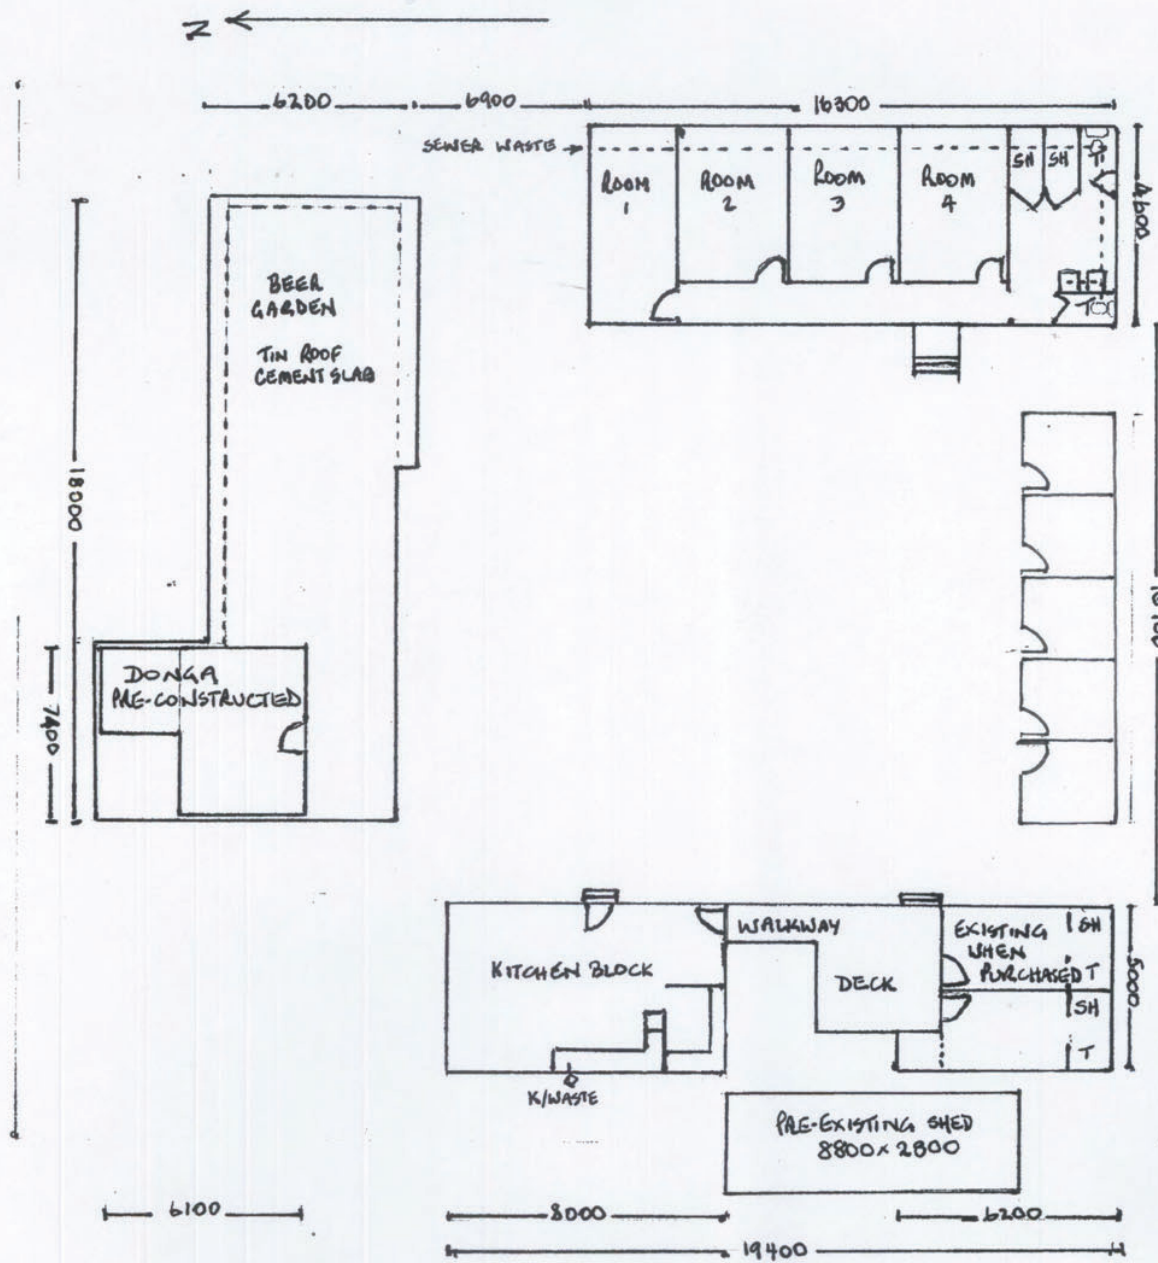 N
6200
6900
16300
SEWER WASTE
ROOM
1
ROOM
2
ROOM
3
ROOM
4
SH
SH
T
4600
BEER
GARDEN
TIN ROOF
CEMENT SLAB
T
18000
DONGA
PRE-CONSTRUCTED
7400
WALKWAY
EXISTING
WHEN
PURCHASED
SH
T
KITCHEN BLOCK
DECK
5000
SH
T
K/WASTE
PRE-EXISTING SHED
8800 x 2800
6100
8000
6200
19400